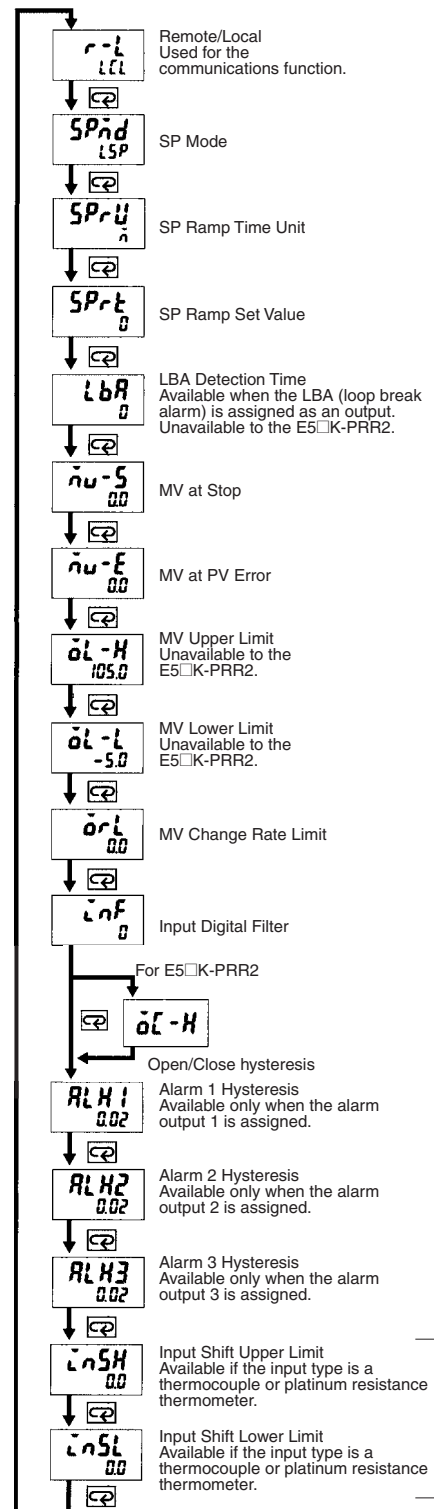 r-L
LCL
Remote/Local
Used for the
communications function.
SPmd
LSP
SP Mode
SPrU
m
SP Ramp Time Unit
SPrt
0
SP Ramp Set Value
LbA
0
LBA Detection Time
Available when the LBA (loop break
alarm) is assigned as an output.
Unavailable to the E5□K-PRR2.
mv-S
0.0
MV at Stop
mv-E
0.0
MV at PV Error
oL-H
105.0
MV Upper Limit
Unavailable to the
E5□K-PRR2.
oL-L
-5.0
MV Lower Limit
Unavailable to the
E5□K-PRR2.
orL
0.0
MV Change Rate Limit
inF
0
Input Digital Filter
For E5□K-PRR2
oC-H
Open/Close hysteresis
ALH1
0.02
Alarm 1 Hysteresis
Available only when the alarm
output 1 is assigned.
ALH2
0.02
Alarm 2 Hysteresis
Available only when the alarm
output 2 is assigned.
ALH3
0.02
Alarm 3 Hysteresis
Available only when the alarm
output 3 is assigned.
inSH
0.0
Input Shift Upper Limit
Available if the input type is a
thermocouple or platinum resistance
thermometer.
inSL
0.0
Input Shift Lower Limit
Available if the input type is a
thermocouple or platinum resistance
thermometer.